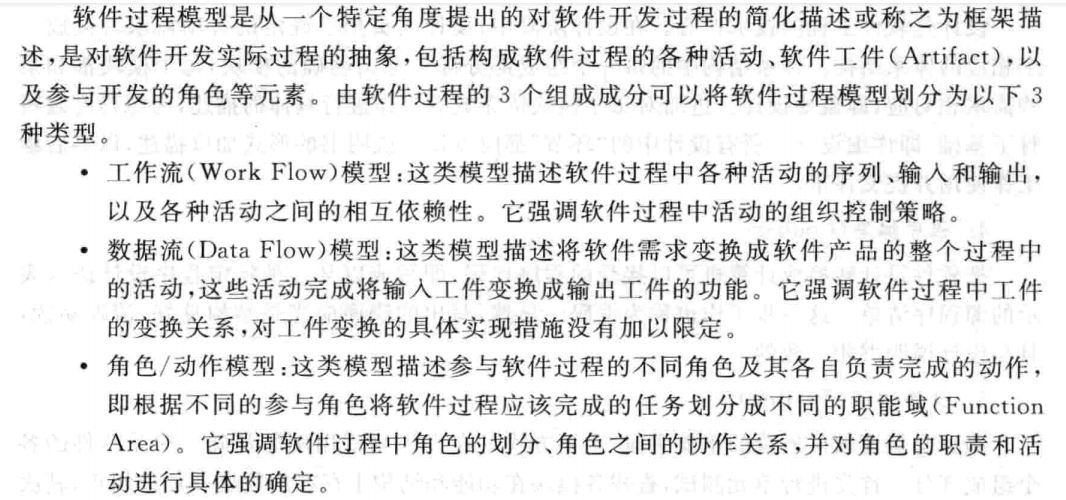 软件过程模型是从一个特定角度提出的对软件开发过程的简化描述或称之为框架描
述,是对软件开发实际过程的抽象,包括构成软件过程的各种活动、软件工件(Artifact),以
及参与开发的角色等元素。由软件过程的3个组成成分可以将软件过程模型划分为以下3
种类型。
• 工作流(Work Flow)模型:这类模型描述软件过程中各种活动的序列、输入和输出,
以及各种活动之间的相互依赖性。它强调软件过程中活动的组织控制策略。
• 数据流(Data Flow)模型:这类模型描述将软件需求变换成软件产品的整个过程中
的活动,这些活动完成将输入工件变换成输出工件的功能。它强调软件过程中工件
的变换关系,对工件变换的具体实现措施没有加以限定。
• 角色/动作模型:这类模型描述参与软件过程的不同角色及其各自负责完成的动作,
即根据不同的参与角色将软件过程应该完成的任务划分成不同的职能域(Function
Area)。它强调软件过程中角色的划分、角色之间的协作关系,并对角色的职责和活
动进行具体的确定。